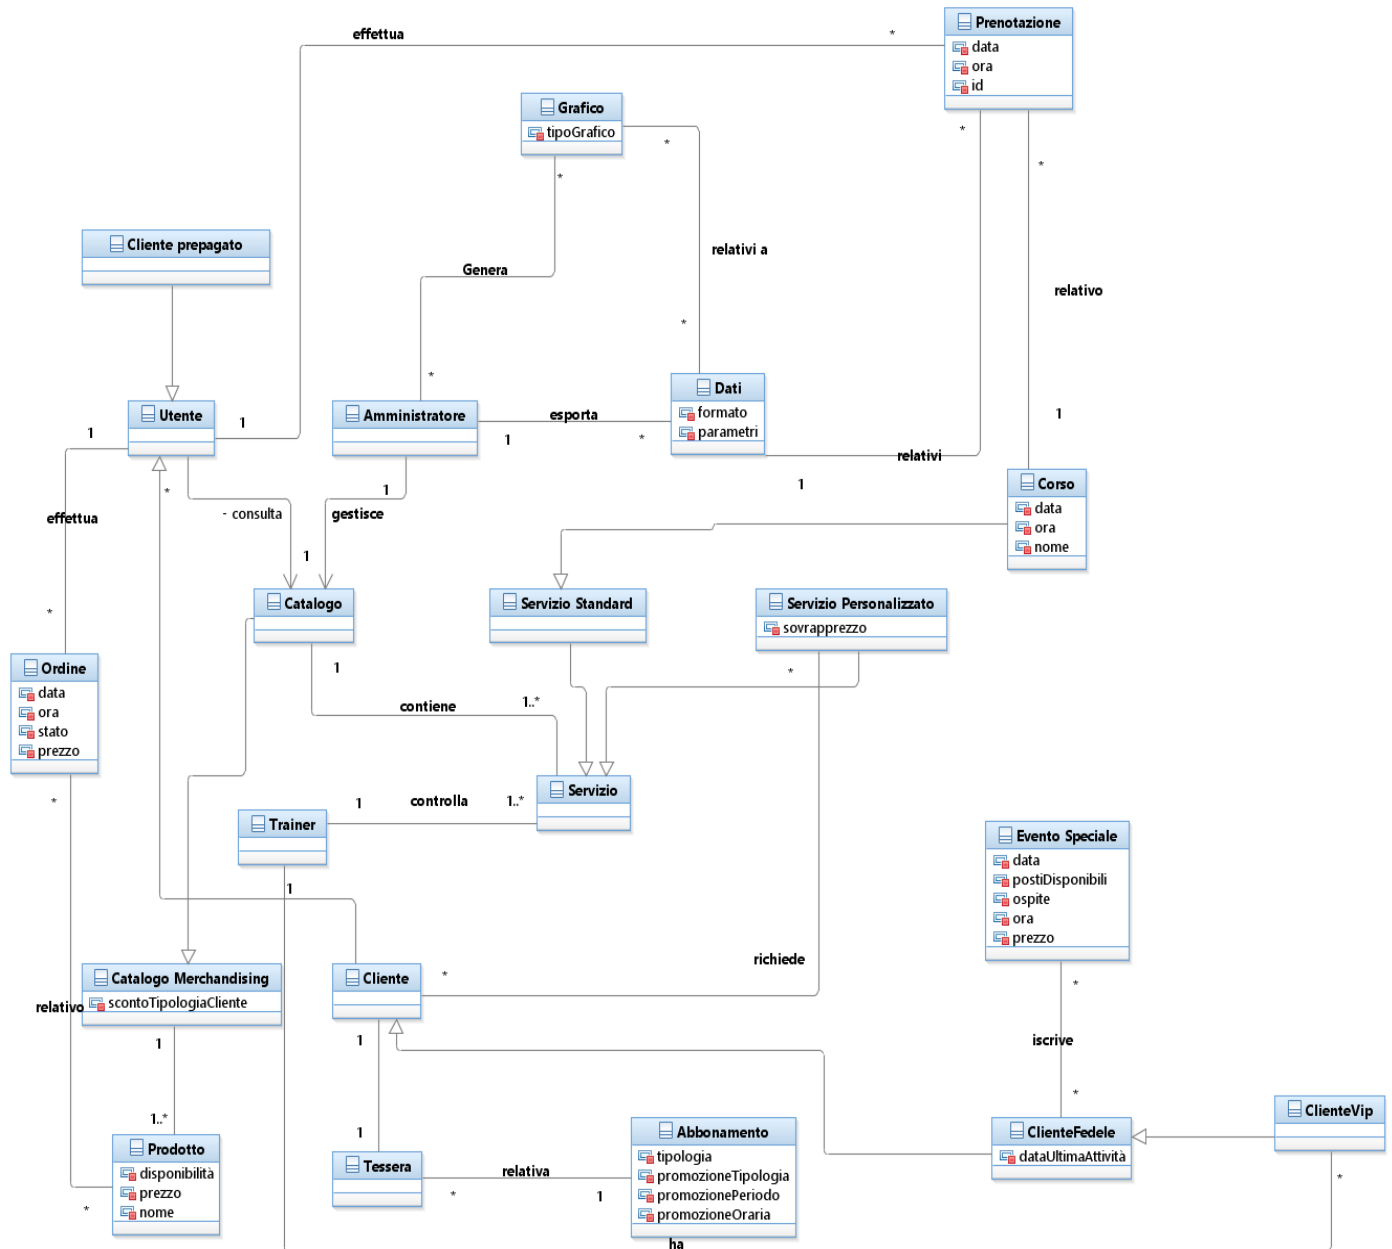 effettua
*
Prenotazione
data
ora
id
Grafico
tipoGrafico
*
*
*
*
Cliente prepagato
relativi a
Genera
relativo
*
*
Dati
formato
parametri
Utente
1
1
Amministratore
esporta
1
*
1
relativi
1
Corso
data
ora
nome
*
- consulta
1
gestisce
effettua
1
*
Catalogo
Servizio Standard
Servizio Personalizzato
sovrapprezzo
1
*
Ordine
data
ora
stato
prezzo
contiene
1..*
Servizio
*
1
controlla
1..*
Trainer
1
Evento Speciale
data
postiDisponibili
ospite
ora
prezzo
richiede
Catalogo Merchandising
scontoTipologiaCliente
Cliente
*
*
relativo
1
1
iscrive
*
1..*
1
Prodotto
disponibilità
prezzo
nome
*
Tessera
relativa
*
1
Abbonamento
tipologia
promozioneTipologia
promozionePeriodo
promozioneOraria
ClienteFedele
dataUltimaAttività
ClienteVip
*
ha